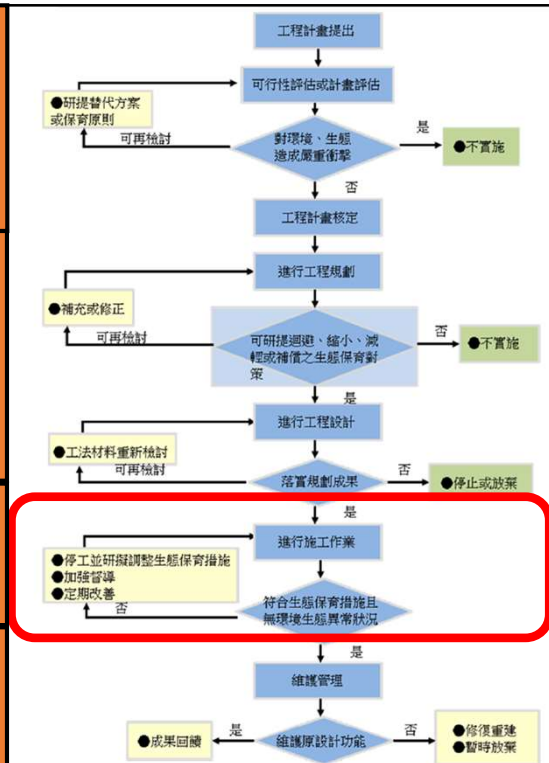 工程計畫提出
可行性評估或計畫評估
●研提替代方案
或保育原則
可再檢討
對環境、生態
造成嚴重衝擊
是
●不實施
否
工程計畫核定
進行工程規劃
●補充或修正
可再檢討
可研提迴避、縮小、減
輕或補償之生態保育對
策
否
●不實施
是
進行工程設計
●工法材料重新檢討
可再檢討
落實規劃成果
否
●停止或放棄
是
進行施工作業
●停工並研擬調整生態保育措施
●加強督導
●定期改善
否
符合生態保育措施且
無環境生態異常狀況
是
維護管理
●成果回饋
是
維護原設計功能
否
●修復重建
●暫時放棄